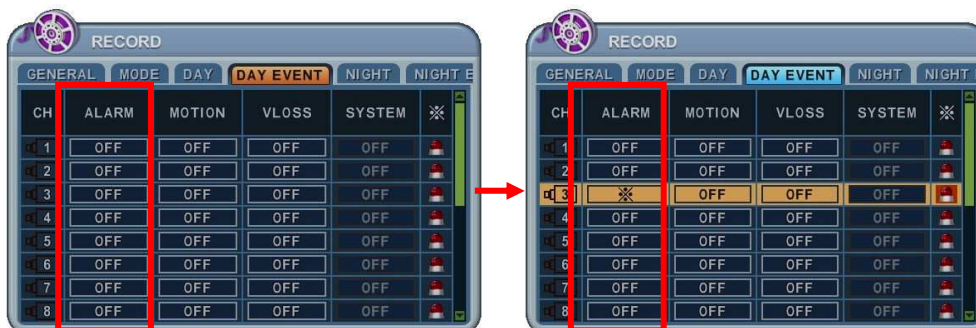 RECORD
GENERAL MODE DAY DAY EVENT NIGHT NIGHT E
CH ALARM MOTION VLOSS SYSTEM ※
1 OFF OFF OFF OFF
2 OFF OFF OFF OFF
3 OFF OFF OFF OFF
4 OFF OFF OFF OFF
5 OFF OFF OFF OFF
6 OFF OFF OFF OFF
7 OFF OFF OFF OFF
8 OFF OFF OFF OFF
RECORD
GENERAL MODE DAY DAY EVENT NIGHT NIGHT
CH ALARM MOTION VLOSS SYSTEM ※
1 OFF OFF OFF OFF
2 OFF OFF OFF OFF
3 ※ OFF OFF OFF
4 OFF OFF OFF OFF
5 OFF OFF OFF OFF
6 OFF OFF OFF OFF
7 OFF OFF OFF OFF
8 OFF OFF OFF OFF